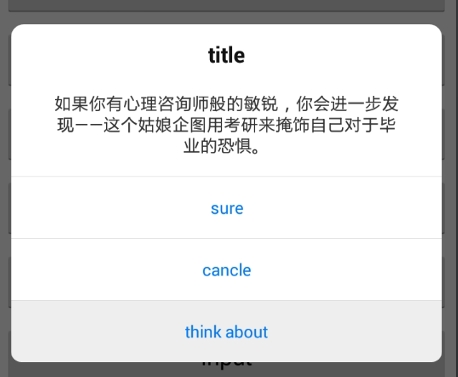 title
如果你有心理咨询师般的敏锐，你会进一步发
现——这个姑娘企图用考研来掩饰自己对于毕
业的恐惧。
sure
cancle
think about